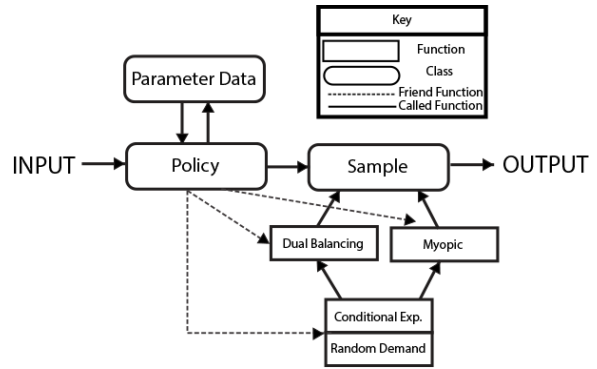 Key
Function
Class
Friend Function
Called Function
Parameter Data
INPUT
Policy
Sample
OUTPUT
Dual Balancing
Myopic
Conditional Exp.
Random Demand